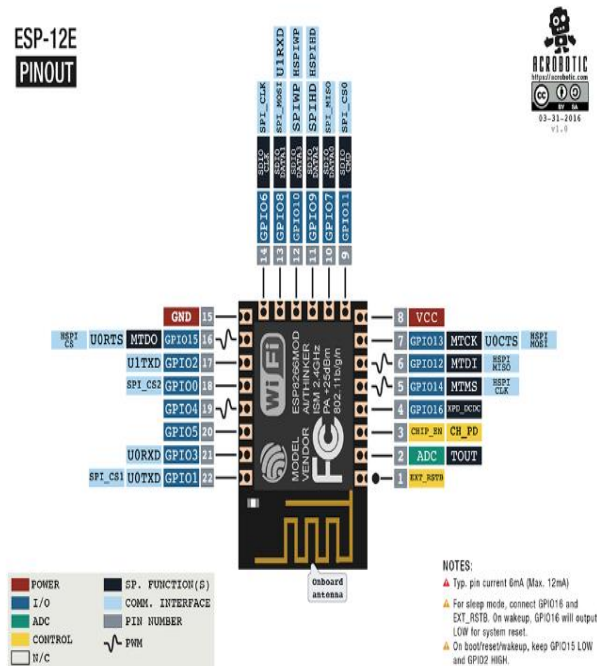 ESP-12E
PINOUT
ACROBOTIC
https://acrobotic.com
CC BY SA
03-31-2016
v1.0
SPI_CLK SPI_MOSI U1RXD SPIWP HSPIWP SPIHD HSPIHD SPI_MISO SPI_CS0
SDIO CLK SDIO DATA1 SDIO DATA3 SDIO DATA2 SDIO DATA0 SDIO CMD
GPIO6 GPIO8 GPIO10 GPIO9 GPIO7 GPIO11
14 13 12 11 10 9
GND 15
HSPI CS U0RTS MTDO GPIO15 16
U1TXD GPIO2 17
SPI_CS2 GPIO0 18
GPIO4 19
GPIO5 20
U0RXD GPIO3 21
SPI_CS1 U0TXD GPIO1 22
WiFi
ESP8266MOD
AI/THINKER
ISM 2.4GHz
PA +25dBm
802.11b/g/n
MODEL
VENDOR
FC
8 VCC
7 GPIO13 MTCK U0CTS HSPI MOSI
6 GPIO12 MTDI HSPI MISO
5 GPIO14 MTMS HSPI CLK
4 GPIO16 XPD_DCDC
3 CHIP_EN CH_PD
2 ADC TOUT
1 EXT_RSTB
Onboard
antenna
POWER
I/O
ADC
CONTROL
N/C
SP. FUNCTION(S)
COMM. INTERFACE
PIN NUMBER
PWM
NOTES:
Typ. pin current 6mA (Max. 12mA)
For sleep mode, connect GPIO16 and
EXT_RSTB. On wakeup, GPIO16 will output
LOW for system reset.
On boot/reset/wakeup, keep GPIO15 LOW
and GPIO2 HIGH.